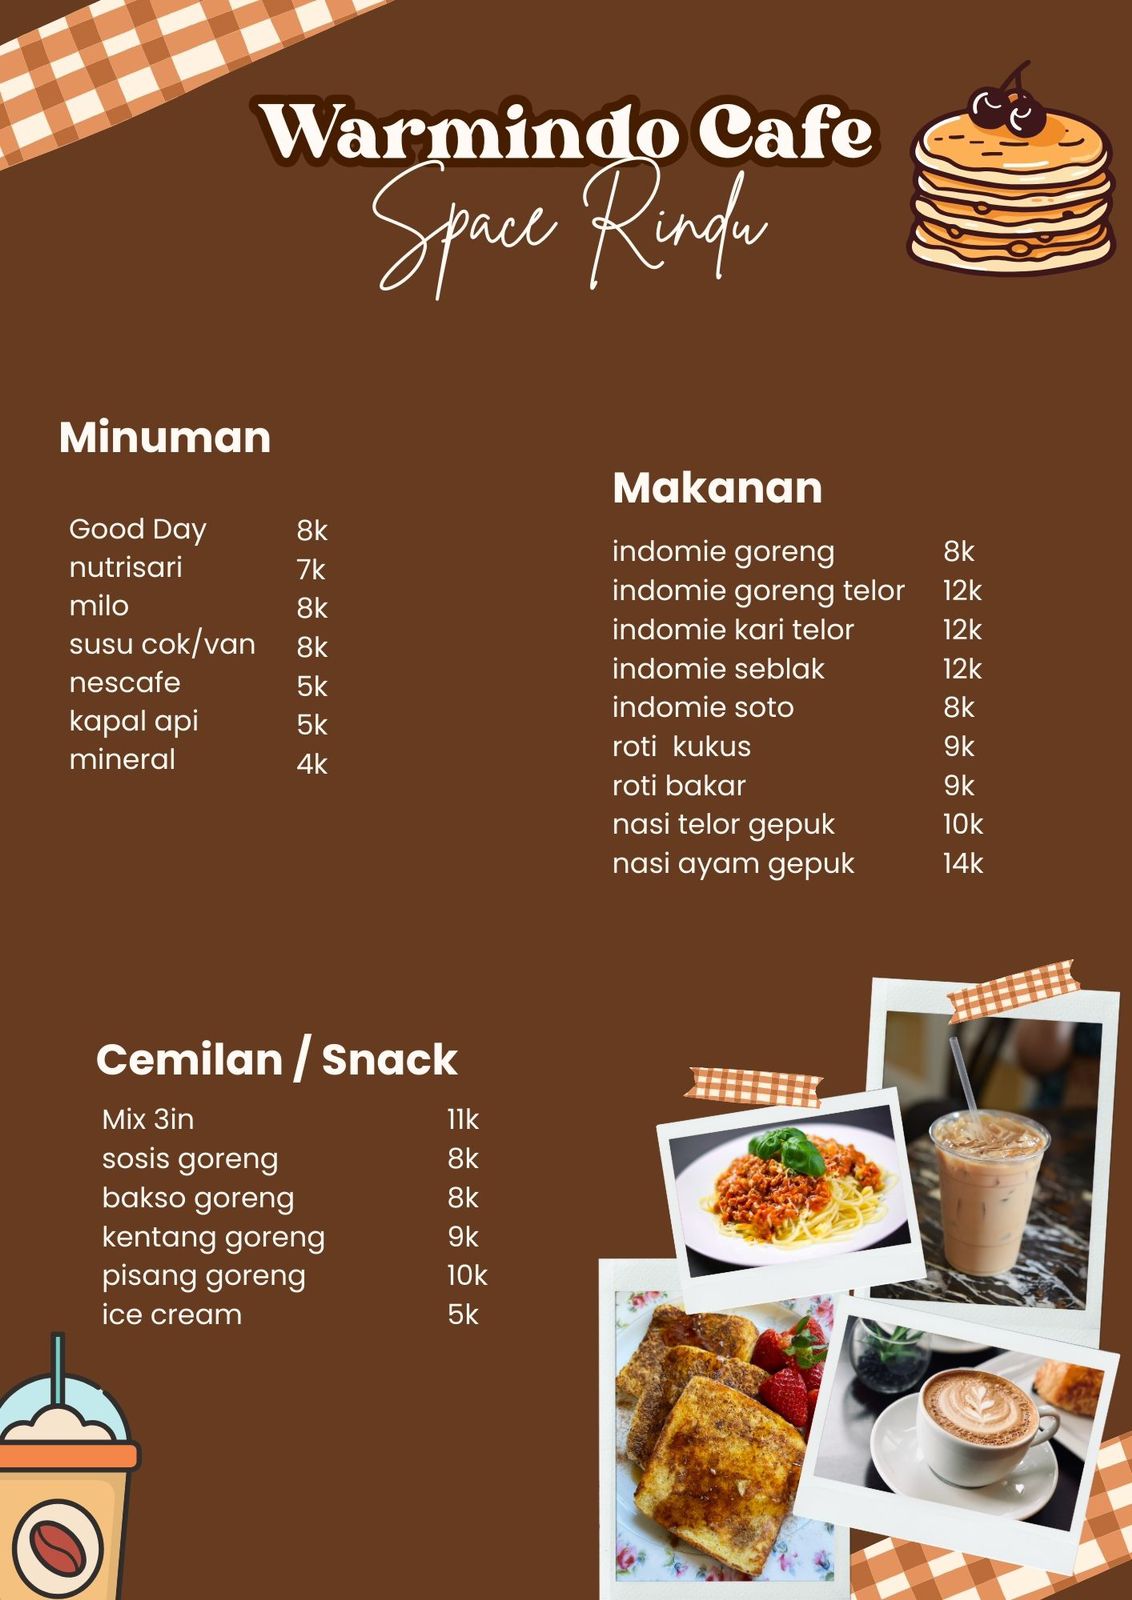 Warmindo Cafe
Space Rindu
Minuman
Good Day 8k
nutrisari 7k
milo 8k
susu cok/van 8k
nescafe 5k
kapal api 5k
mineral 4k
Makanan
indomie goreng 8k
indomie goreng telor 12k
indomie kari telor 12k
indomie seblak 12k
indomie soto 8k
roti  kukus 9k
roti bakar 9k
nasi telor gepuk 10k
nasi ayam gepuk 14k
Cemilan / Snack
Mix 3in 11k
sosis goreng 8k
bakso goreng 8k
kentang goreng 9k
pisang goreng 10k
ice cream 5k